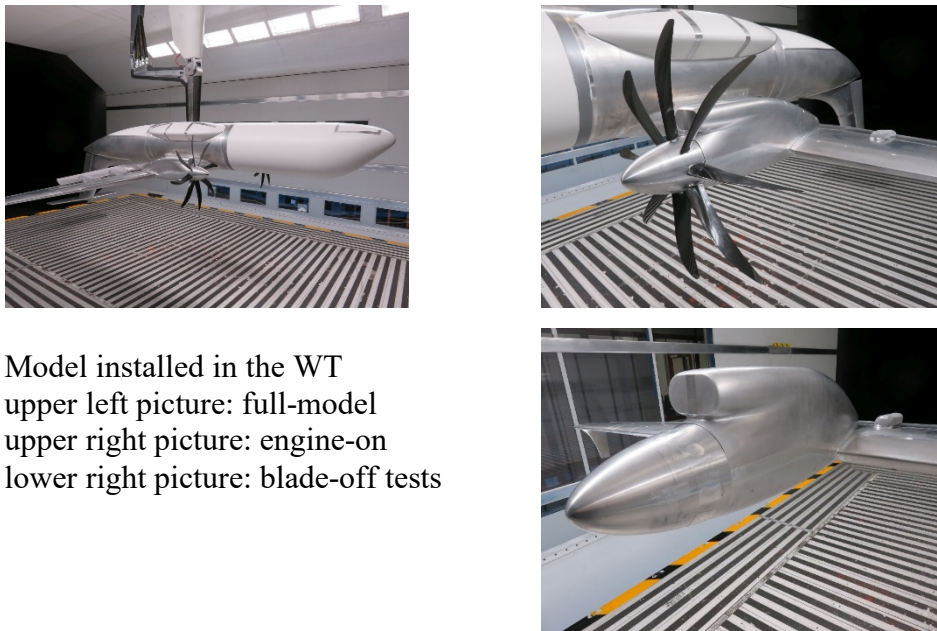 Model installed in the WT
upper left picture: full-model
upper right picture: engine-on
lower right picture: blade-off tests